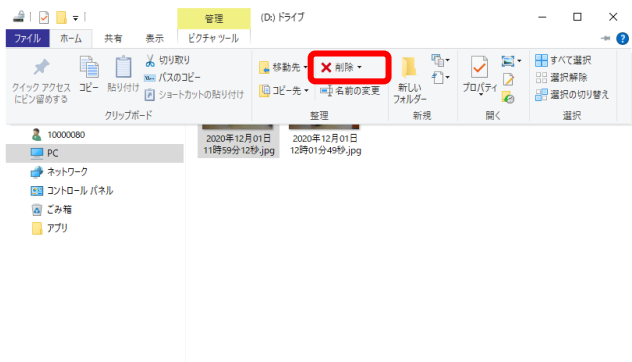 管理
(D:) ドライブ
ファイル ホーム 共有 表示 ピクチャ ツール
クイック アクセス
にピン留めする
コピー
貼り付け
切り取り
パスのコピー
ショートカットの貼り付け
クリップボード
移動先
削除
コピー先
名前の変更
整理
新しい
フォルダー
新規
プロパティ
開く
すべて選択
選択解除
選択の切り替え
選択
10000080
PC
ネットワーク
コントロール パネル
ごみ箱
アプリ
2020年12月01日
11時59分12秒.jpg
2020年12月01日
12時01分49秒.jpg